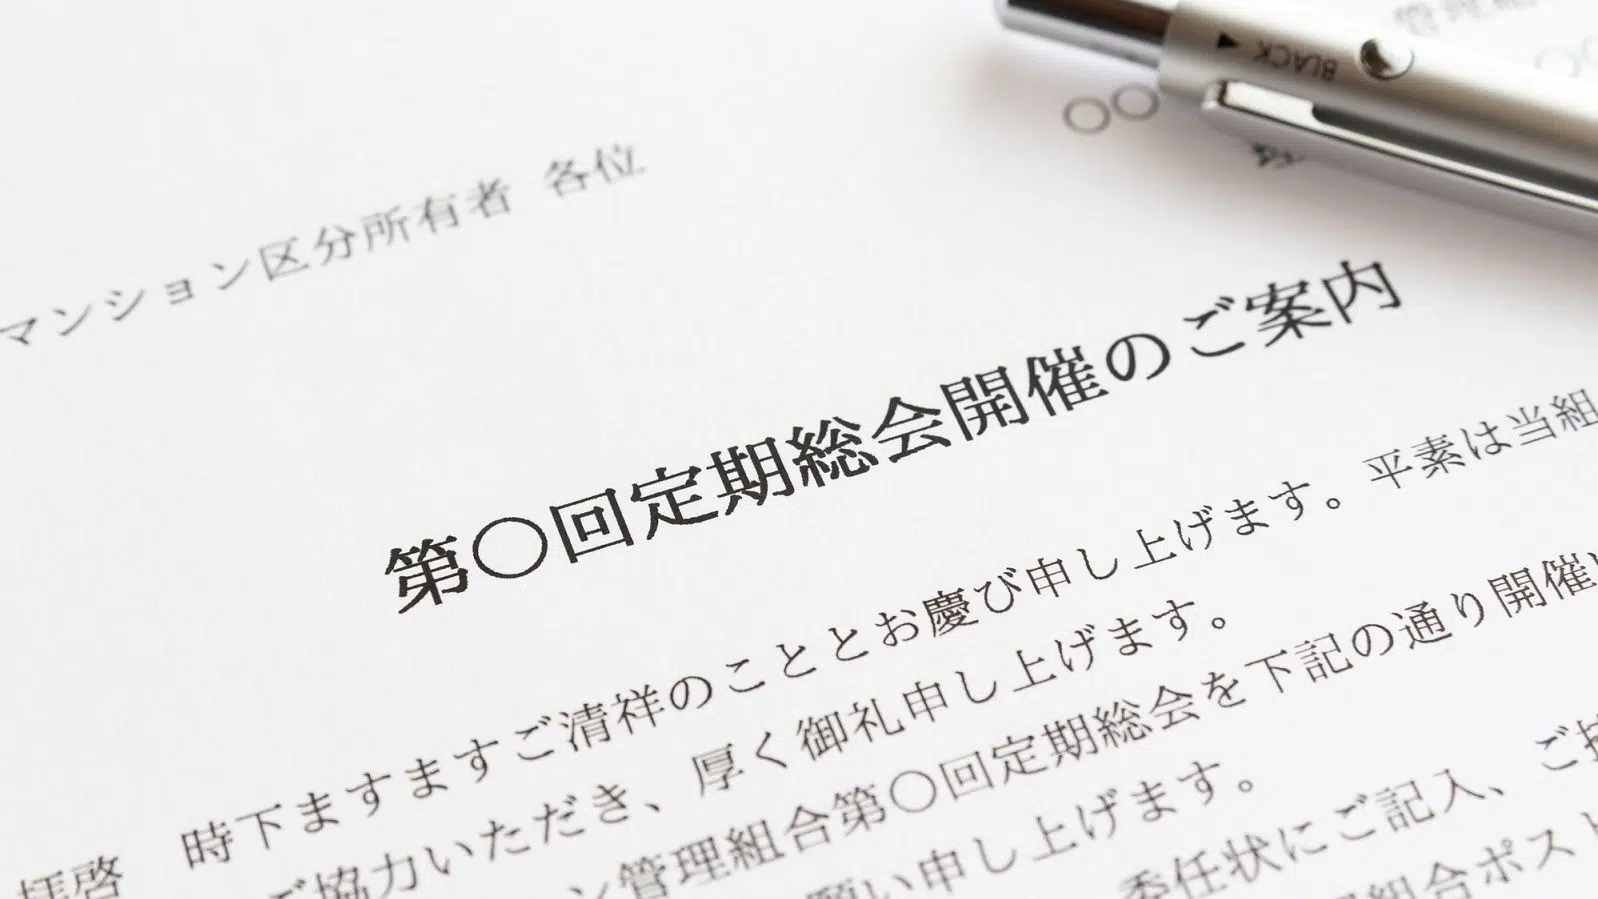 ○○
マンション区分所有者 各位
第○回定期総会開催のご案内
拝啓 時下ますますご清祥のこととお慶び申し上げます。平素は当組
ご協力いただき、厚く御礼申し上げます。
ン管理組合第○回定期総会を下記の通り開催
願い申し上げます。
委任状にご記入、ご
組合ポスト
BLACK